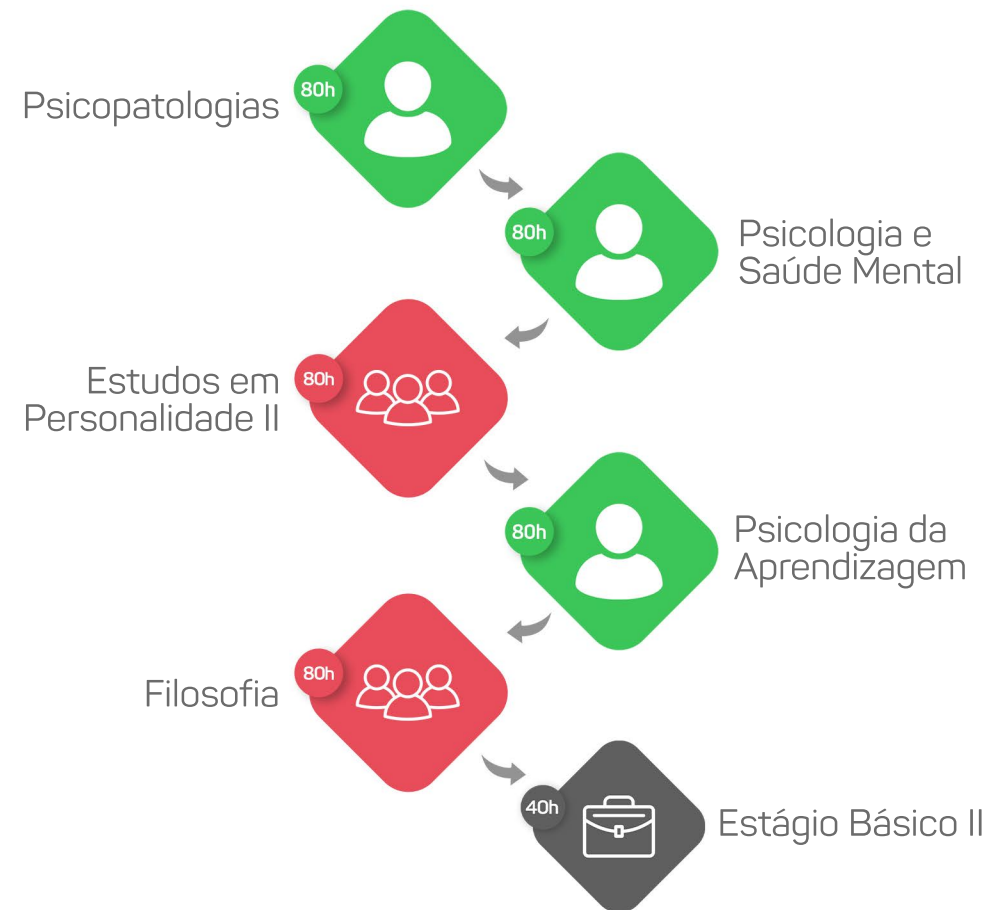 80h
Psicopatologias
80h
Psicologia e
Saúde Mental
80h
Estudos em
Personalidade II
80h
Psicologia da
Aprendizagem
80h
Filosofia
40h
Estágio Básico II